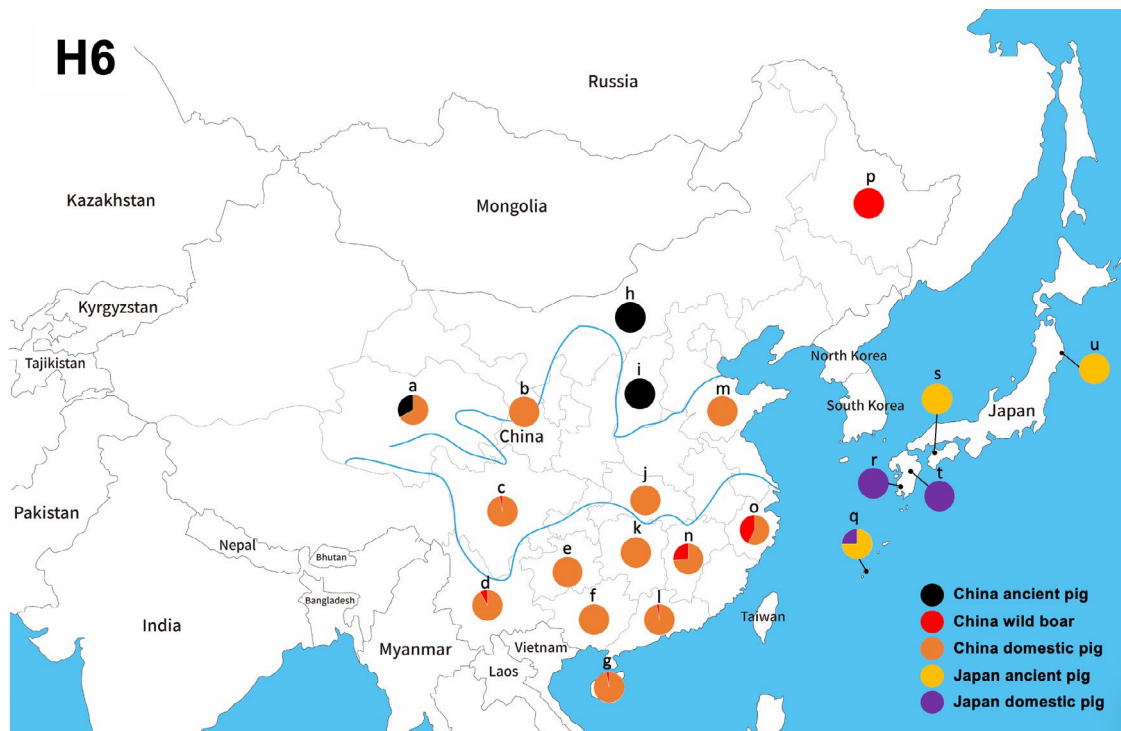 H6
Russia
Kazakhstan
p
Mongolia
Kyrgyzstan
h
Tajikistan
North Korea
u
a
b
i
m
s
South Korea
Japan
China
Pakistan
c
j
r
t
o
q
Nepal
k
n
e
Bhutan
d
Bangladesh
f
l
India
Taiwan
Myanmar
Vietnam
Laos
g
China ancient pig
China wild boar
China domestic pig
Japan ancient pig
Japan domestic pig